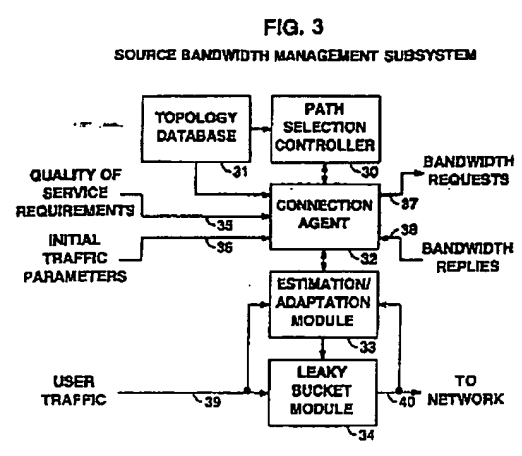 FIG. 3
SOURCE BANDWIDTH MANAGEMENT SUBSYSTEM
TOPOLOGY
DATABASE
31
PATH
SELECTION
CONTROLLER
30
QUALITY OF
SERVICE
REQUIREMENTS
35
INITIAL
TRAFFIC
PARAMETERS
36
CONNECTION
AGENT
32
BANDWIDTH
REQUESTS
37
38
BANDWIDTH
REPLIES
ESTIMATION/
ADAPTATION
MODULE
33
USER
TRAFFIC
39
LEAKY
BUCKET
MODULE
34
40
TO
NETWORK